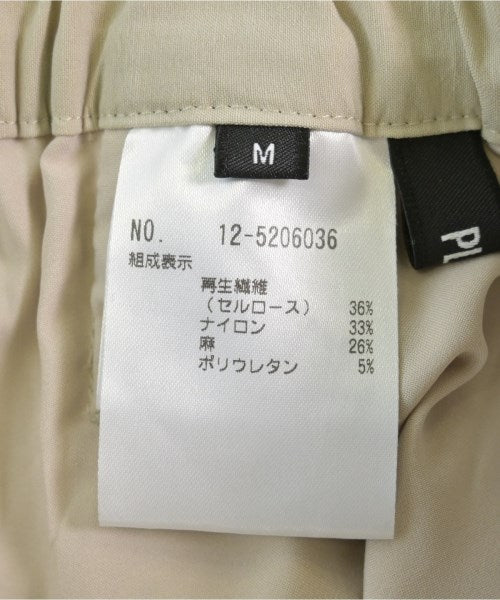 M
PL
NO. 12-5206036
組成表示
再生繊維
(セルロース) 36%
ナイロン 33%
麻 26%
ポリウレタン 5%